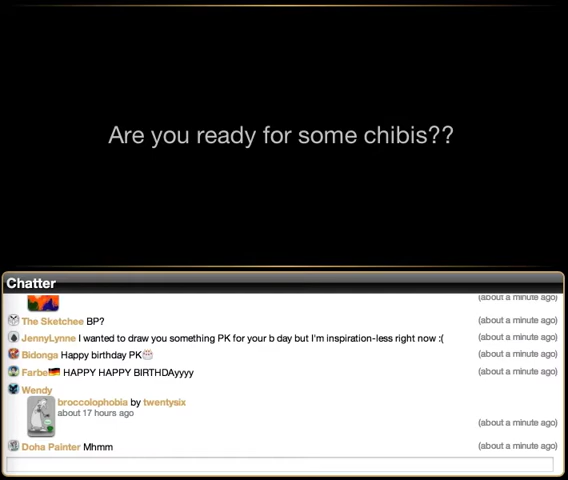 Are you ready for some chibis??
Chatter
(about a minute ago)
The Sketchee BP? (about a minute ago)
JennyLynne I wanted to draw you something PK for your b day but I'm inspiration-less right now :( (about a minute ago)
Bidonga Happy birthday PK🎂 (about a minute ago)
Farbe🇩🇪 HAPPY HAPPY BIRTHDAyyyy (about a minute ago)
Wendy
broccolophobia by twentysix
about 17 hours ago
(about a minute ago)
Doha Painter Mhmm (about a minute ago)